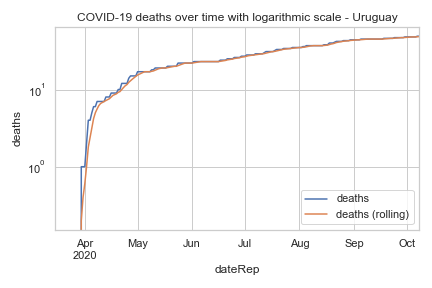 COVID-19 deaths over time with logarithmic scale - Uruguay
deaths
10¹
10⁰
deaths
deaths (rolling)
Apr May Jun Jul Aug Sep Oct
2020
dateRep